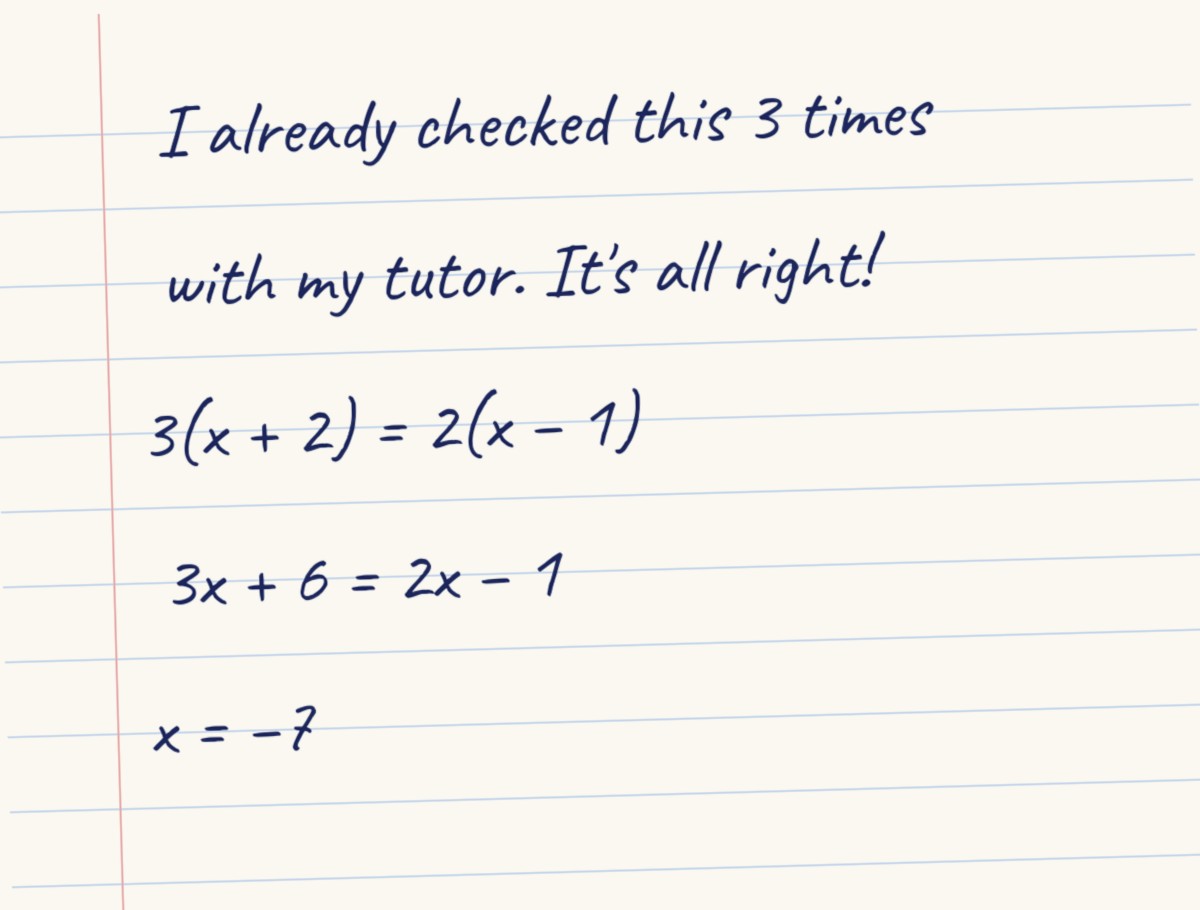 I already checked this 3 times
with my tutor. It's all right!
3(x + 2) = 2(x − 1)
3x + 6 = 2x − 1
x = −7